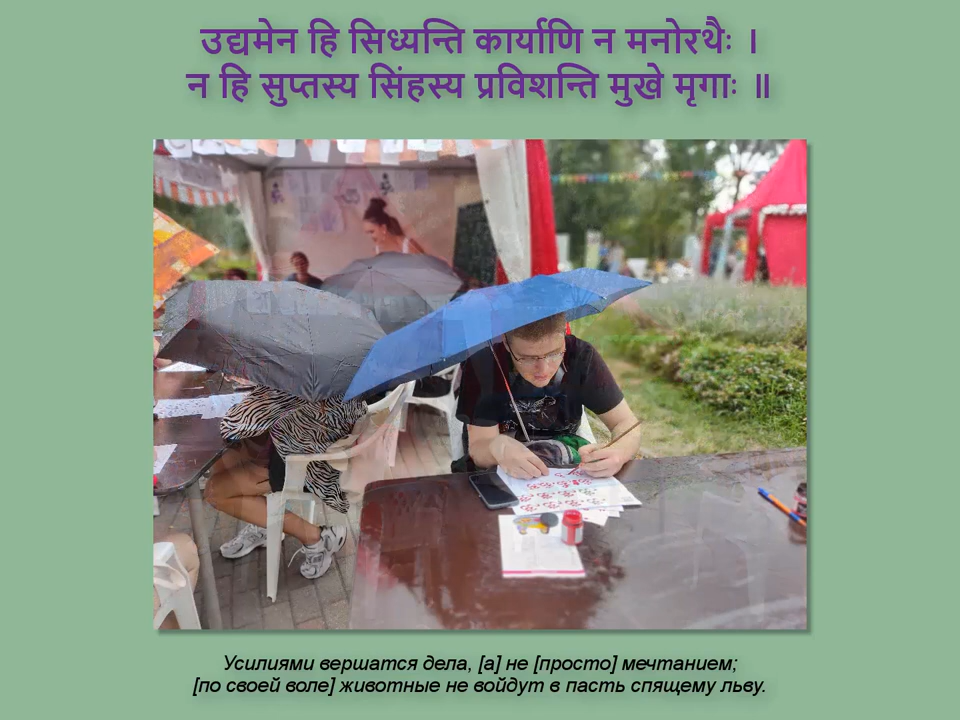 उद्यमेन हि सिध्यन्ति कार्याणि न मनोरथैः ।
न हि सुप्तस्य सिंहस्य प्रविशन्ति मुखे मृगाः ॥
Усилиями вершатся дела, [а] не [просто] мечтанием;
[по своей воле] животные не войдут в пасть спящему льву.